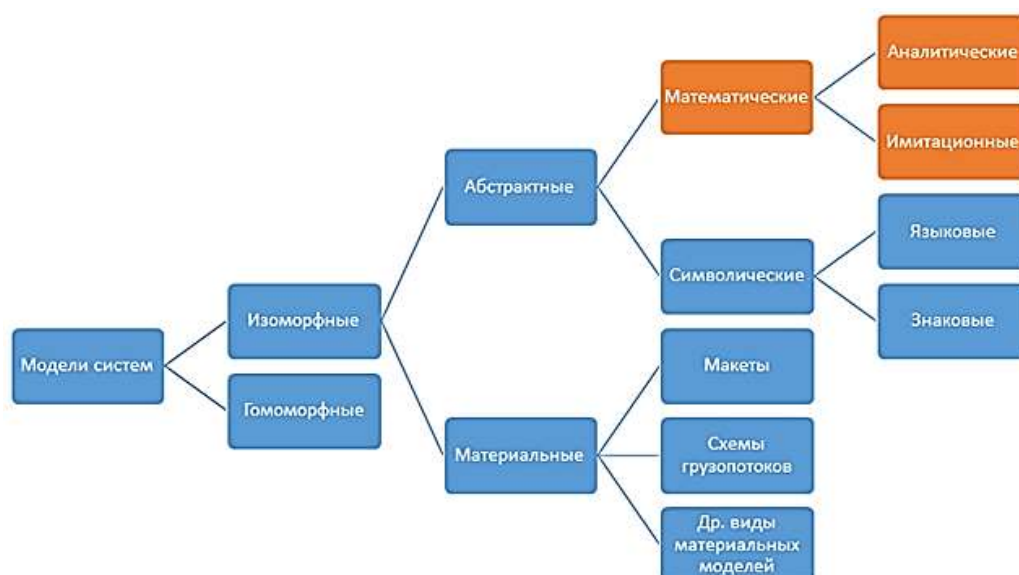 Модели систем
Изоморфные
Гомоморфные
Абстрактные
Материальные
Математические
Символические
Макеты
Схемы
грузопотоков
Др. виды
материальных
моделей
Аналитические
Имитационные
Языковые
Знаковые